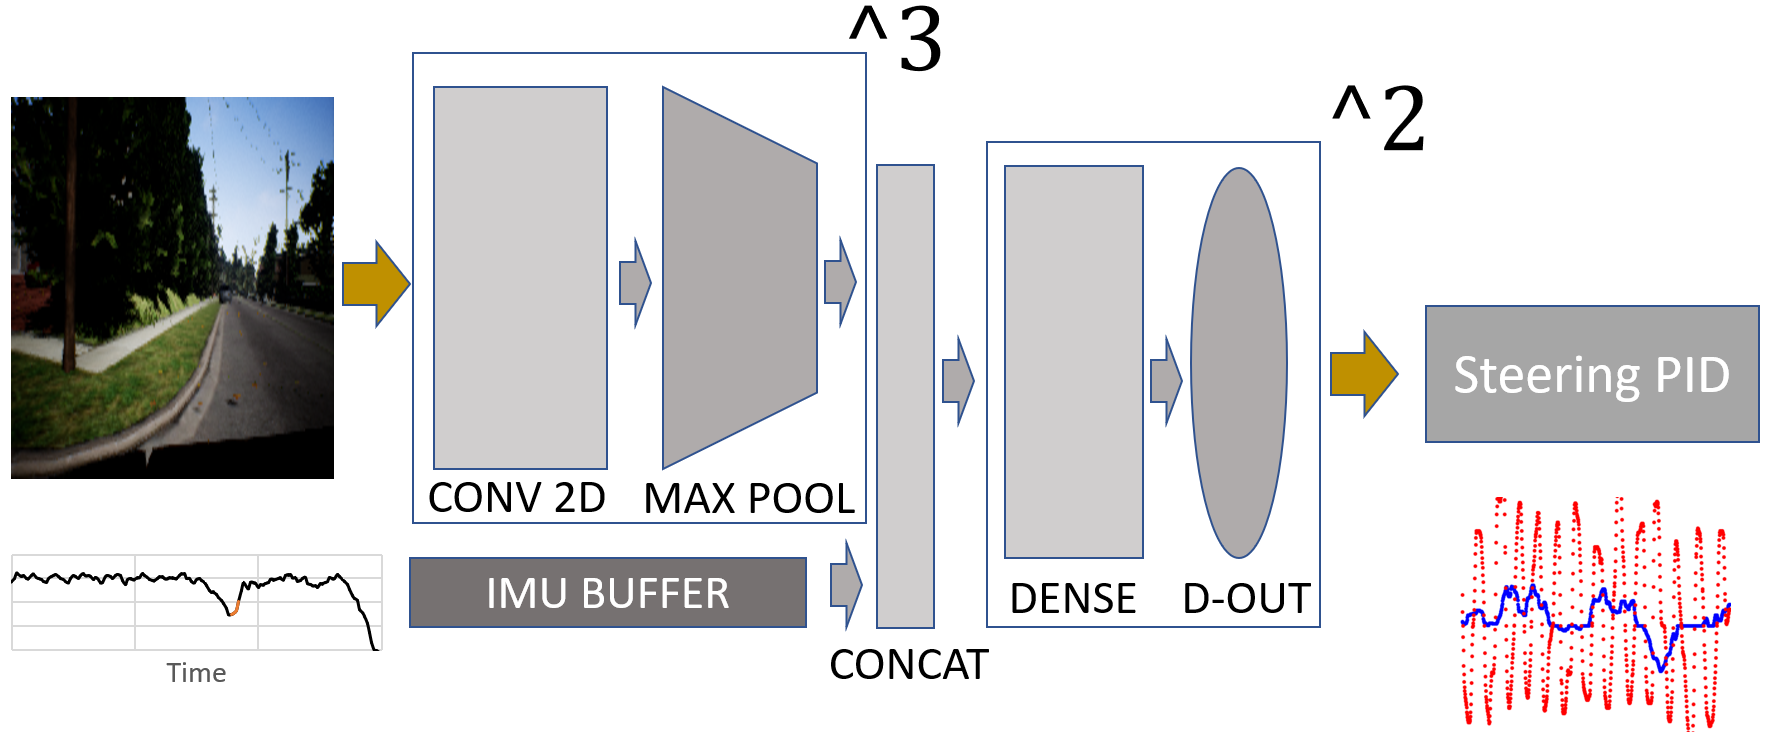 ^3
^2
CONV 2D
MAX POOL
IMU BUFFER
CONCAT
DENSE
D-OUT
Steering PID
Time